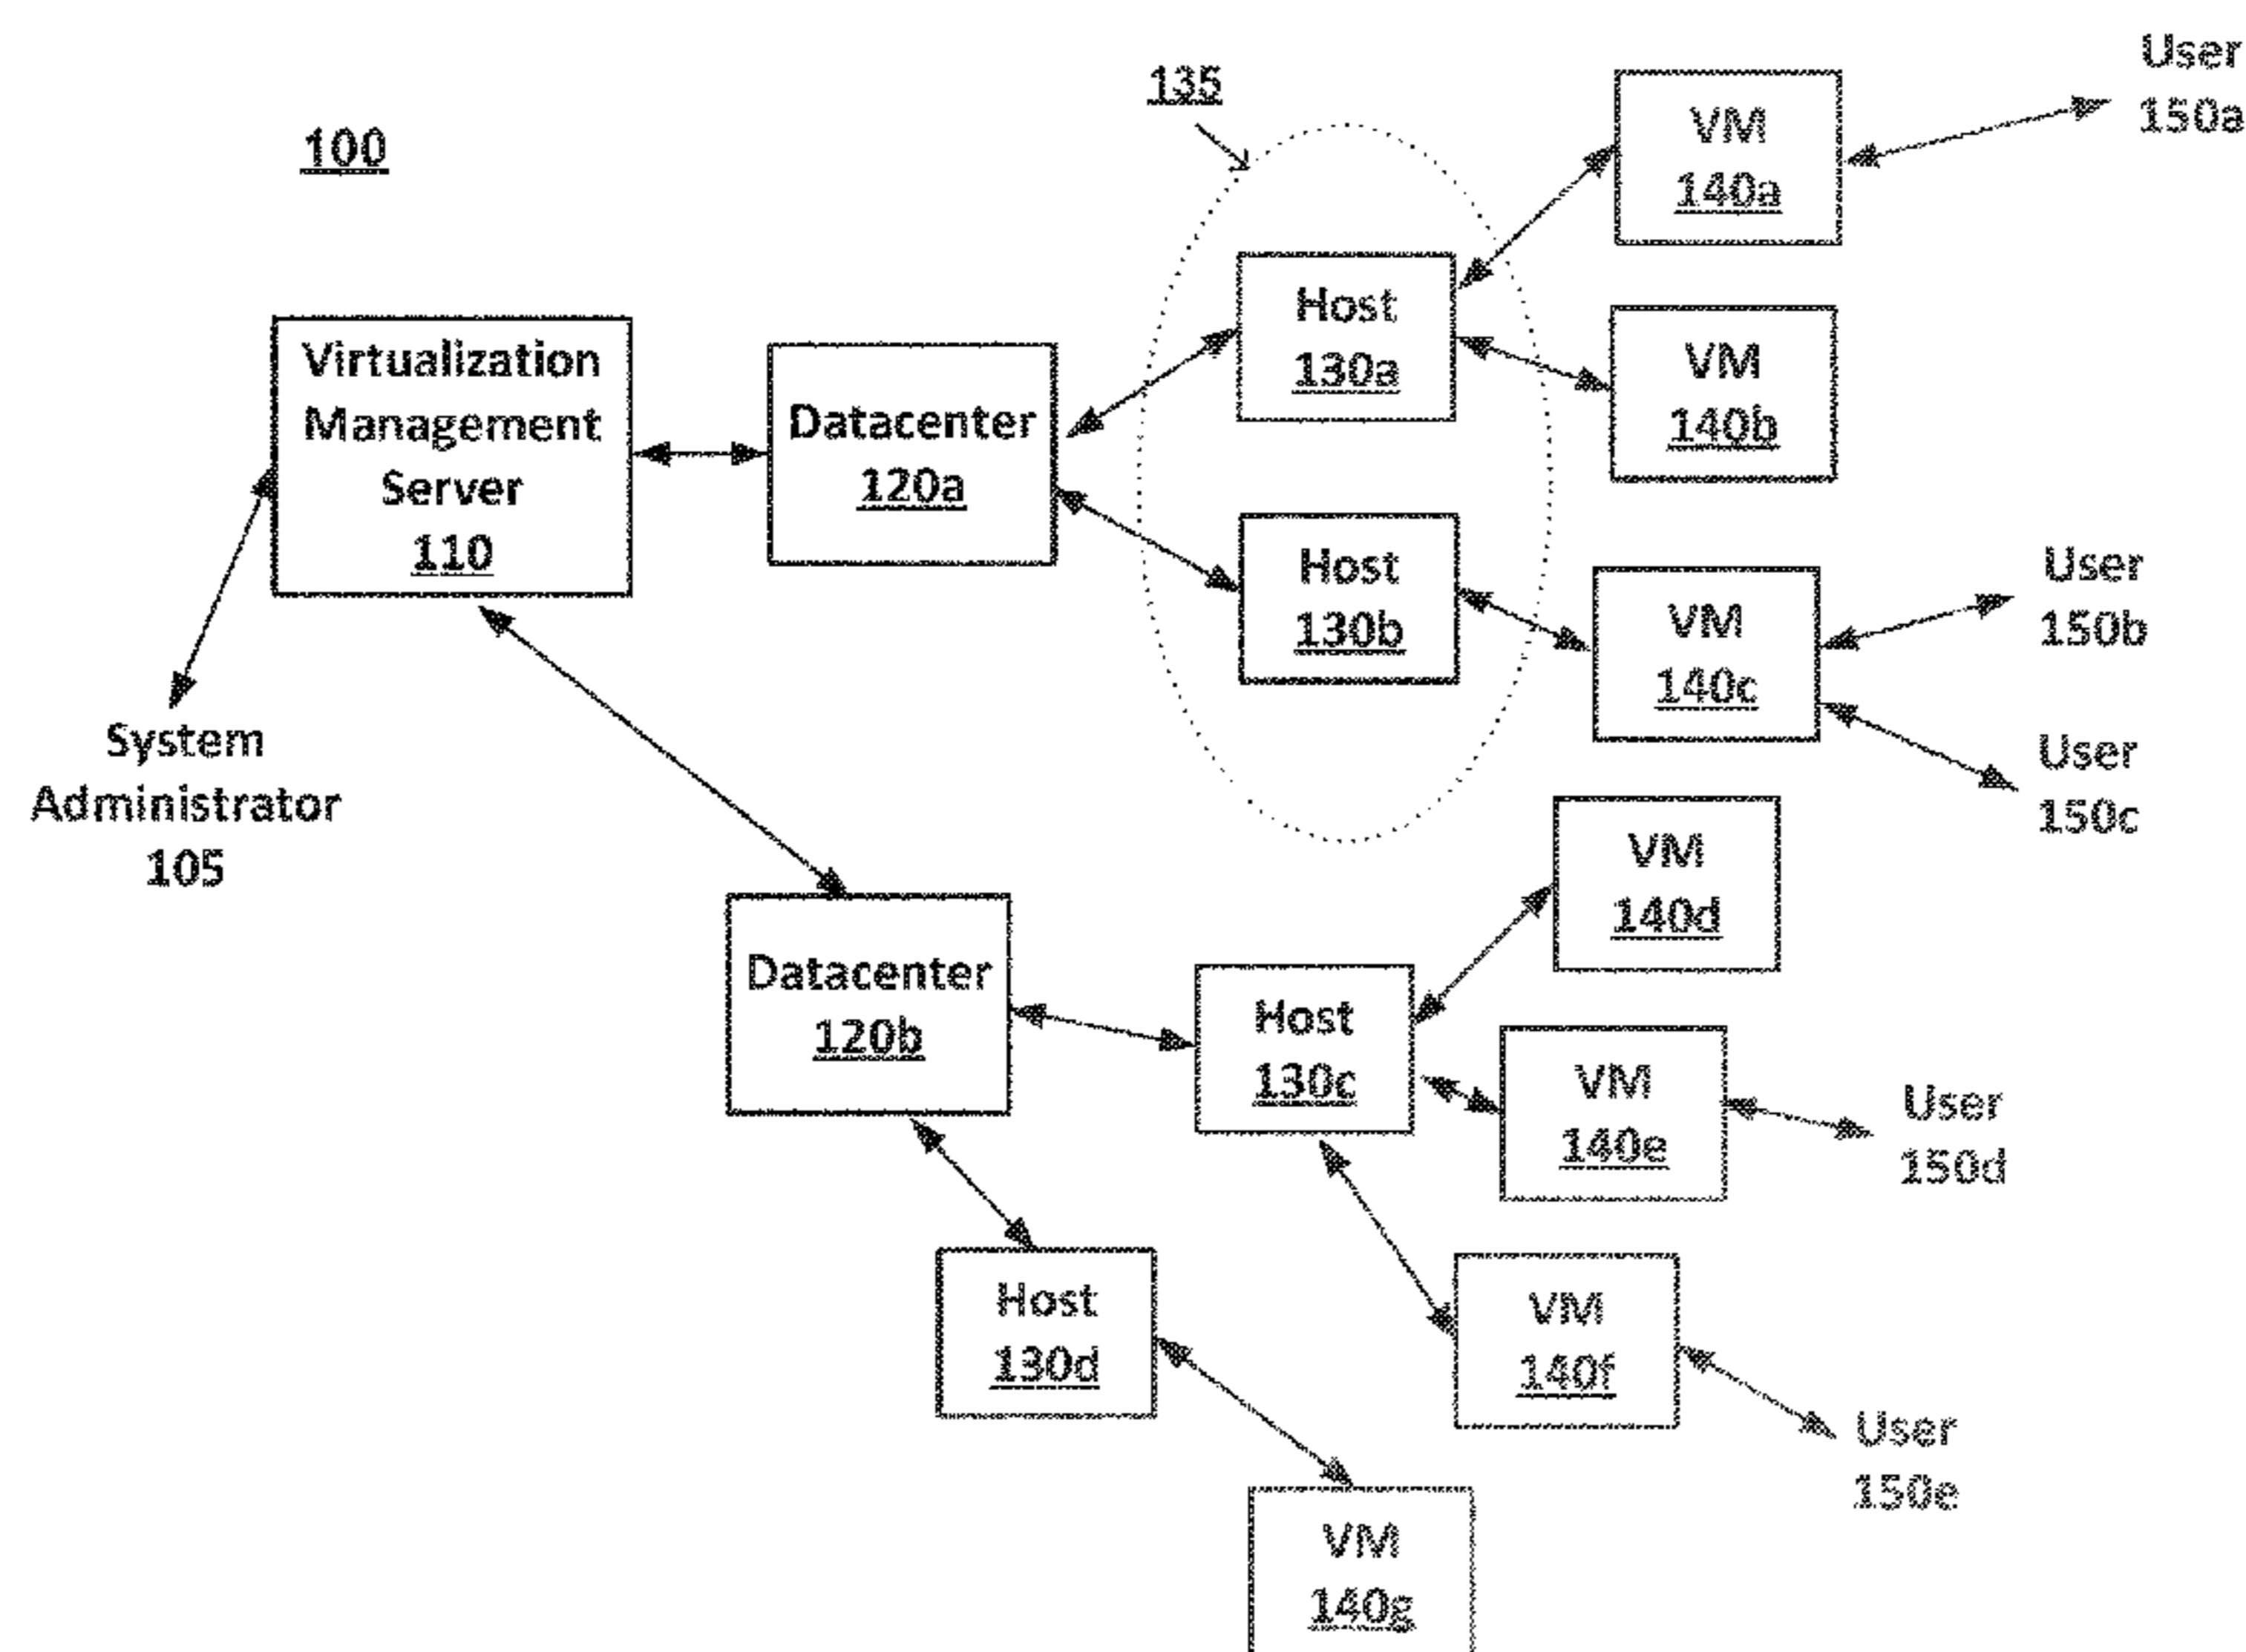 100
135
User
150a
VM
140a
Host
130a
VM
140b
Virtualization
Management
Server
110
Datacenter
120a
Host
130b
VM
140c
User
150b
User
150c
System
Administrator
105
VM
140d
Datacenter
120b
Host
130c
VM
140e
User
150d
Host
130d
VM
140f
User
150e
VM
140g